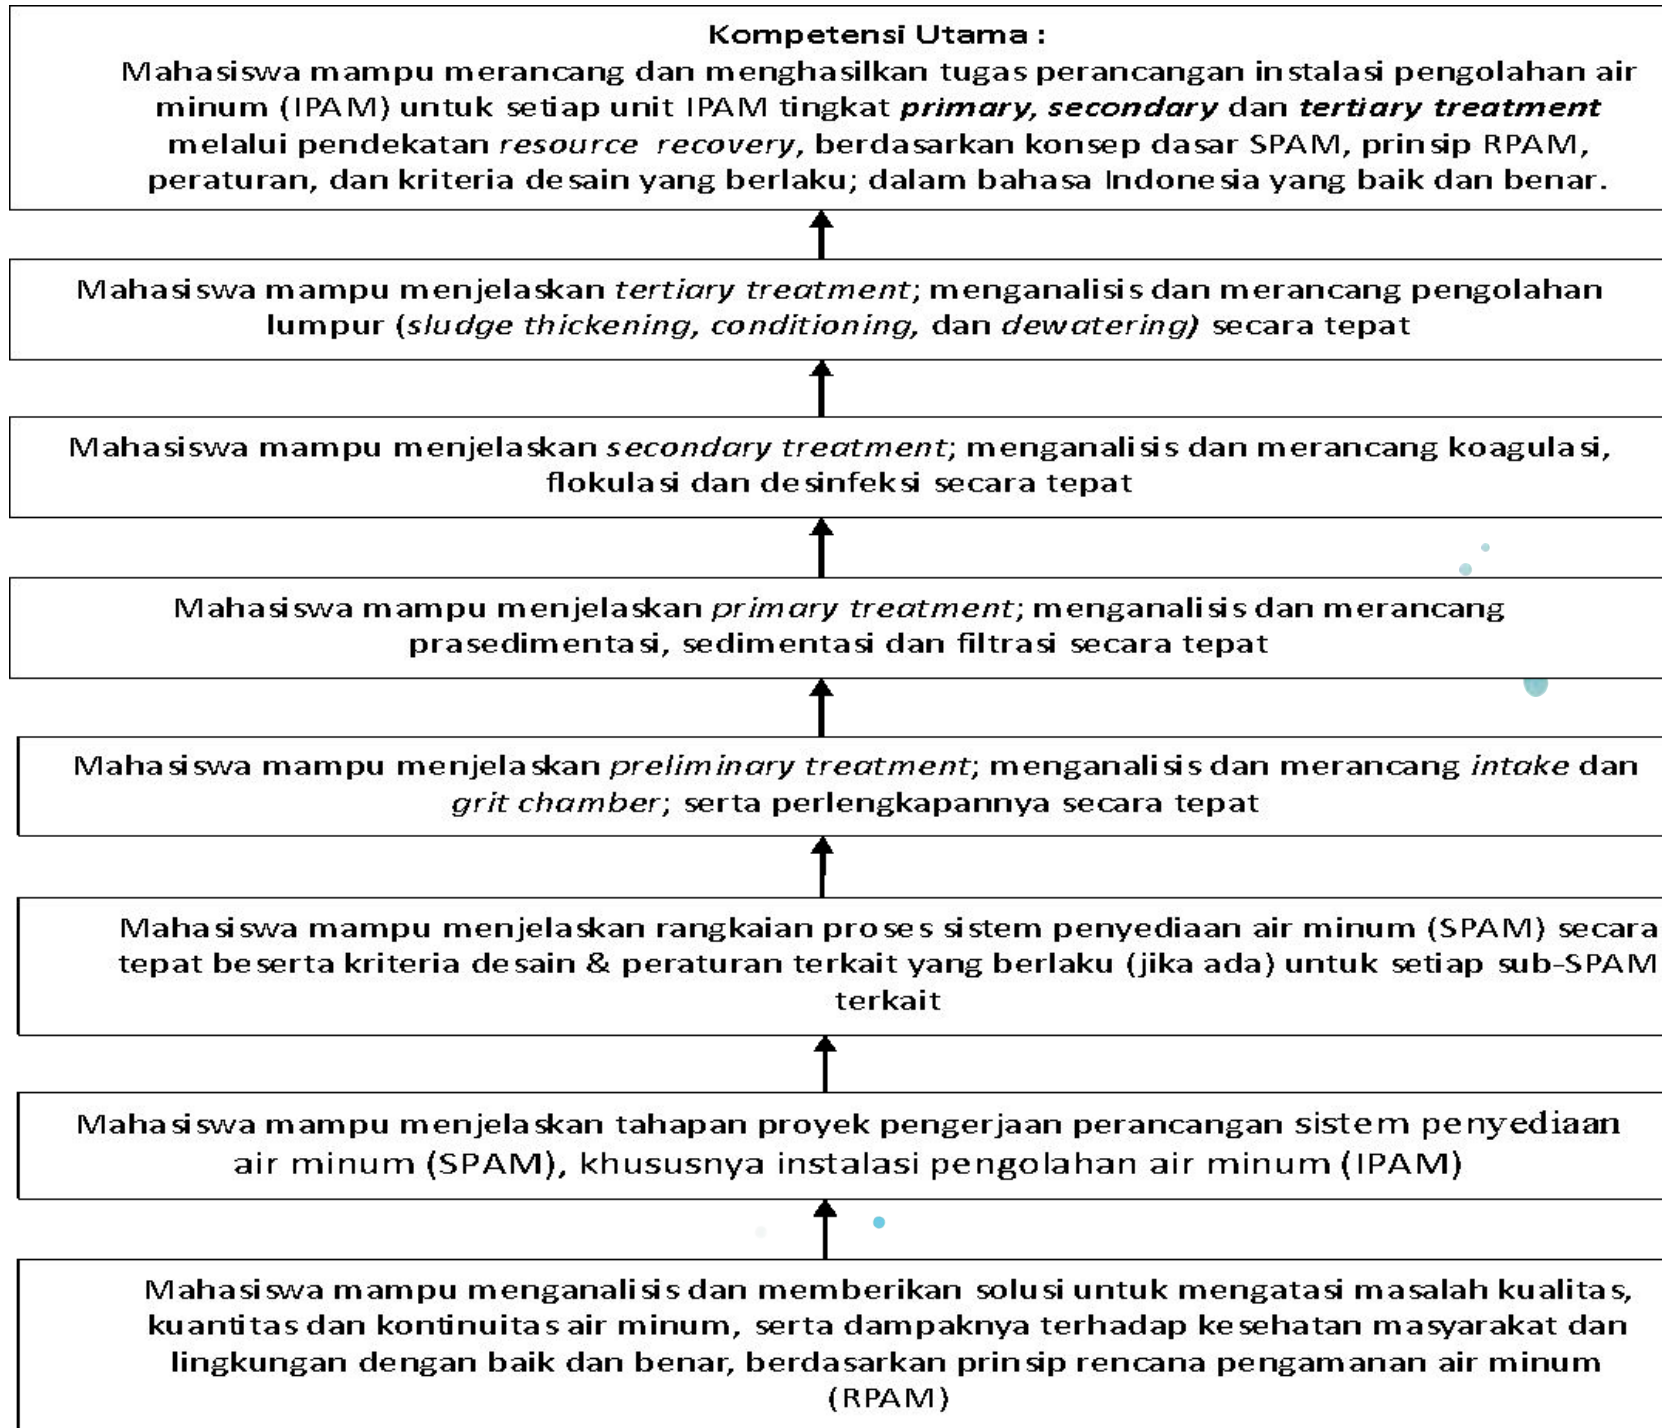 Kompetensi Utama :
Mahasiswa mampu merancang dan menghasilkan tugas perancangan instalasi pengolahan air
minum (IPAM) untuk setiap unit IPAM tingkat primary, secondary dan tertiary treatment
melalui pendekatan resource recovery, berdasarkan konsep dasar SPAM, prinsip RPAM,
peraturan, dan kriteria desain yang berlaku; dalam bahasa Indonesia yang baik dan benar.
Mahasiswa mampu menjelaskan tertiary treatment; menganalisis dan merancang pengolahan
lumpur (sludge thickening, conditioning, dan dewatering) secara tepat
Mahasiswa mampu menjelaskan secondary treatment; menganalisis dan merancang koagulasi,
flokulasi dan desinfeksi secara tepat
Mahasiswa mampu menjelaskan primary treatment; menganalisis dan merancang
prasedimentasi, sedimentasi dan filtrasi secara tepat
Mahasiswa mampu menjelaskan preliminary treatment; menganalisis dan merancang intake dan
grit chamber; serta perlengkapannya secara tepat
Mahasiswa mampu menjelaskan rangkaian proses sistem penyediaan air minum (SPAM) secara
tepat beserta kriteria desain & peraturan terkait yang berlaku (jika ada) untuk setiap sub-SPAM
terkait
Mahasiswa mampu menjelaskan tahapan proyek pengerjaan perancangan sistem penyediaan
air minum (SPAM), khususnya instalasi pengolahan air minum (IPAM)
Mahasiswa mampu menganalisis dan memberikan solusi untuk mengatasi masalah kualitas,
kuantitas dan kontinuitas air minum, serta dampaknya terhadap kesehatan masyarakat dan
lingkungan dengan baik dan benar, berdasarkan prinsip rencana pengamanan air minum
(RPAM)